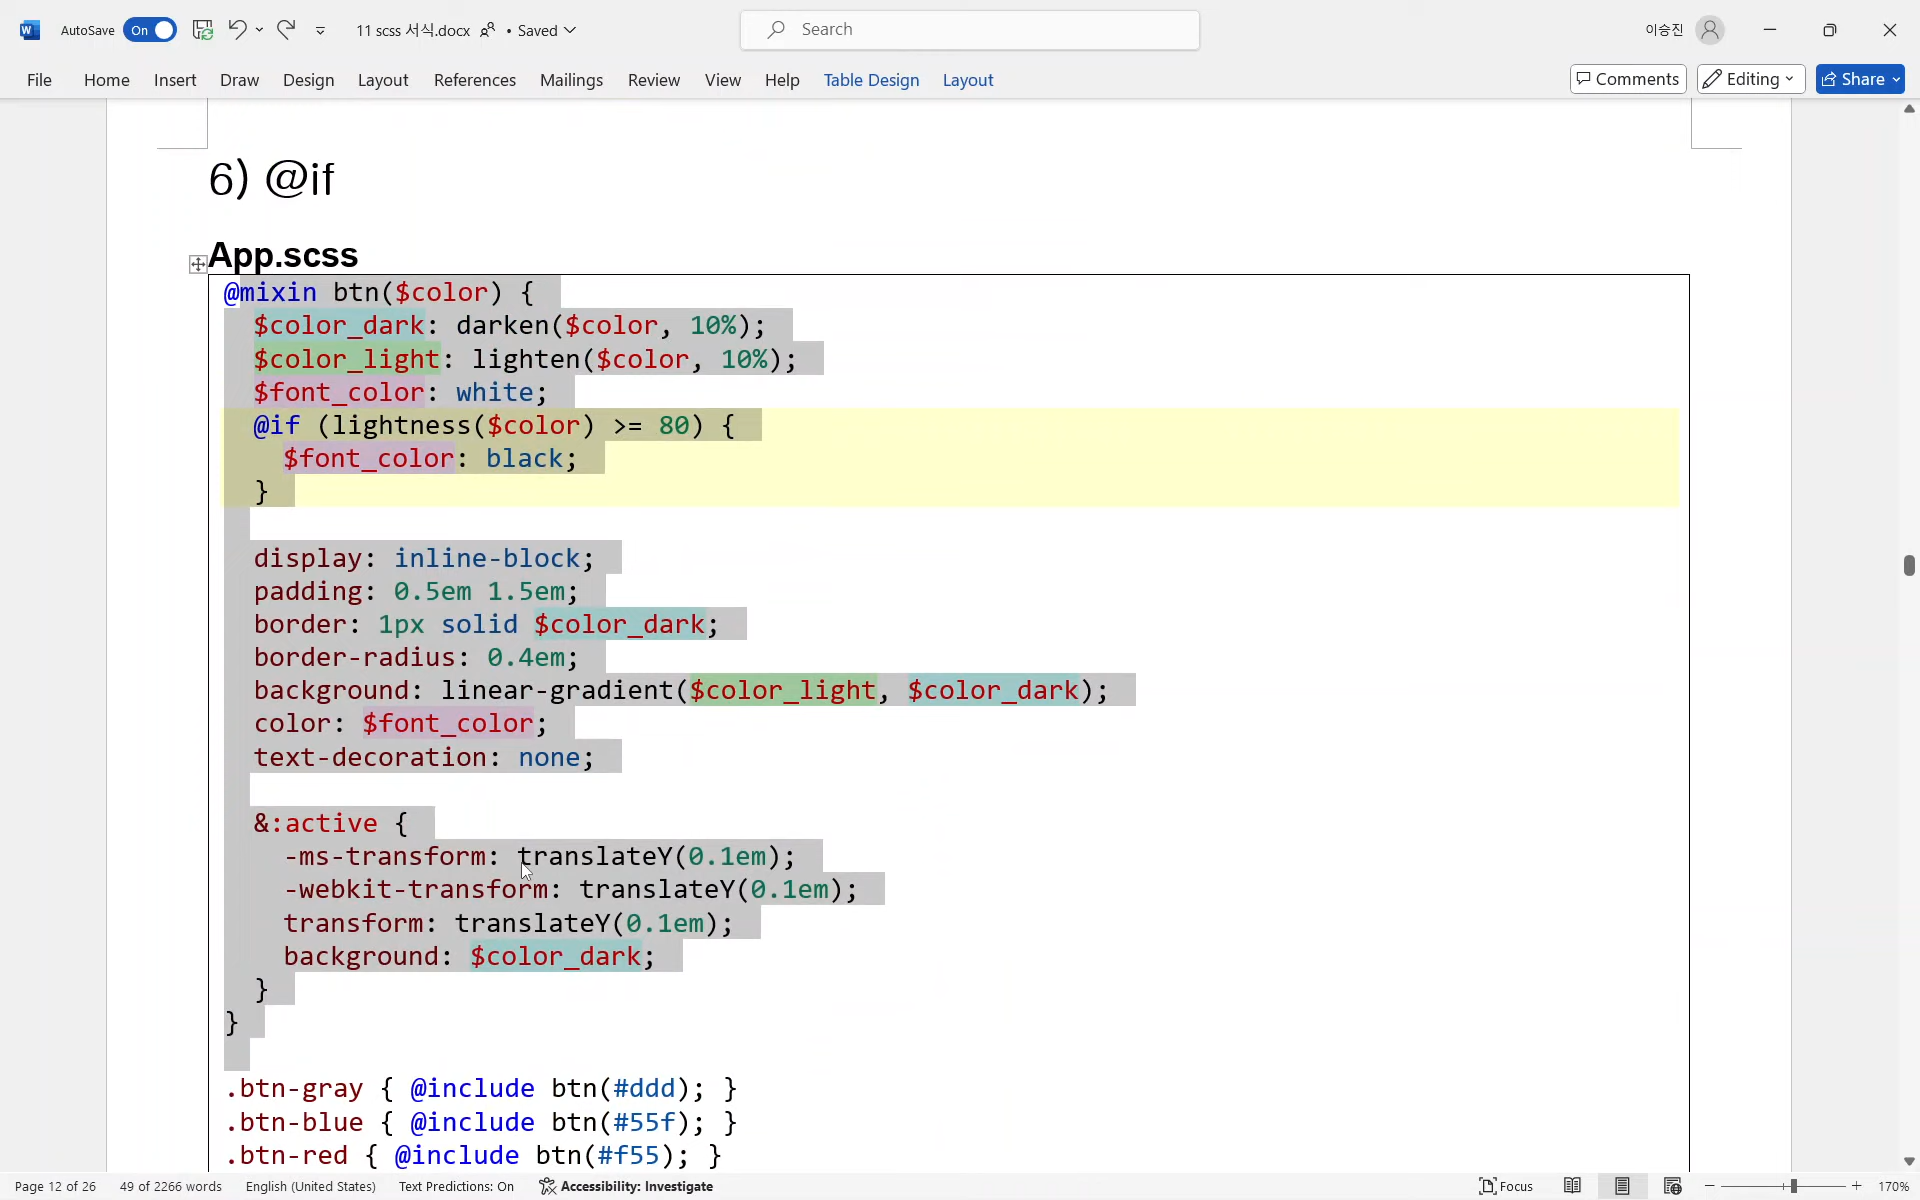 AutoSave On 11 scss 서식.docx • Saved Search 이승진
File Home Insert Draw Design Layout References Mailings Review View Help Table Design Layout Comments Editing Share
6) @if
App.scss
@mixin btn($color) {
  $color_dark: darken($color, 10%);
  $color_light: lighten($color, 10%);
  $font_color: white;
  @if (lightness($color) >= 80) {
    $font_color: black;
  }
  display: inline-block;
  padding: 0.5em 1.5em;
  border: 1px solid $color_dark;
  border-radius: 0.4em;
  background: linear-gradient($color_light, $color_dark);
  color: $font_color;
  text-decoration: none;
  &:active {
    -ms-transform: translateY(0.1em);
    -webkit-transform: translateY(0.1em);
    transform: translateY(0.1em);
    background: $color_dark;
  }
}
.btn-gray { @include btn(#ddd); }
.btn-blue { @include btn(#55f); }
.btn-red { @include btn(#f55); }
Page 12 of 26 49 of 2266 words English (United States) Text Predictions: On Accessibility: Investigate Focus 170%